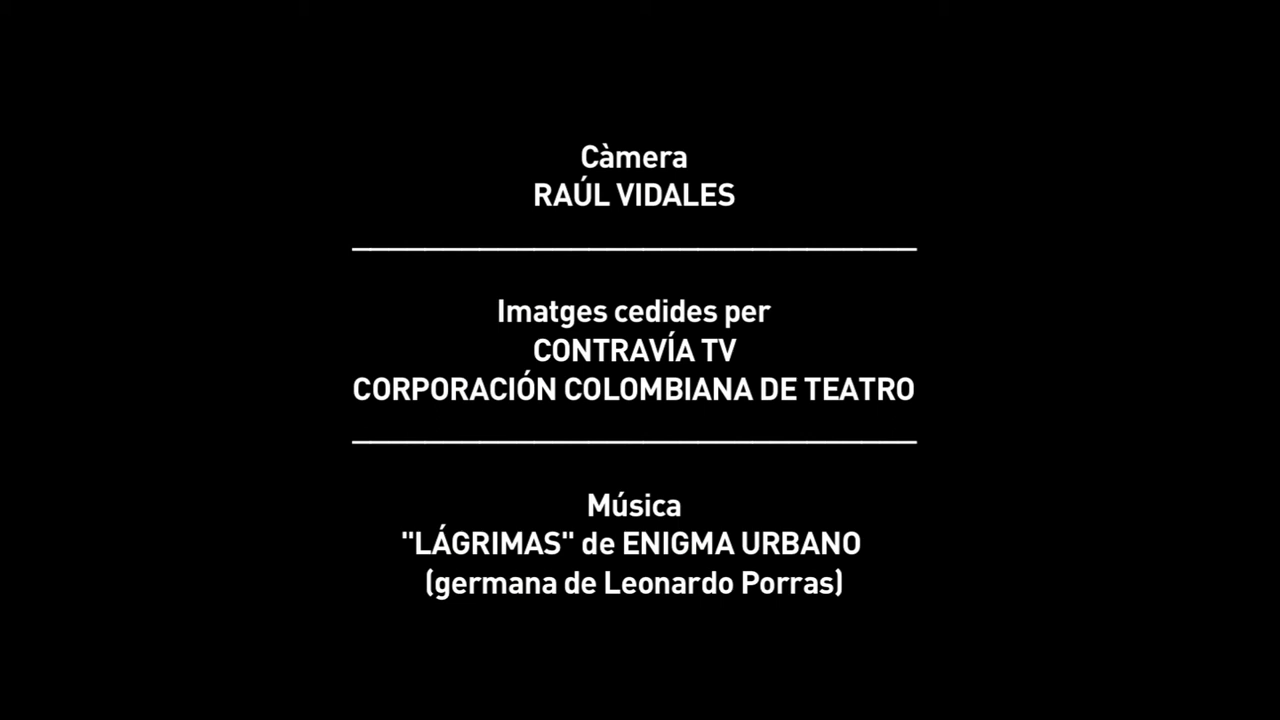 Càmera
RAÚL VIDALES
Imatges cedides per
CONTRAVÍA TV
CORPORACIÓN COLOMBIANA DE TEATRO
Música
"LÁGRIMAS" de ENIGMA URBANO
(germana de Leonardo Porras)